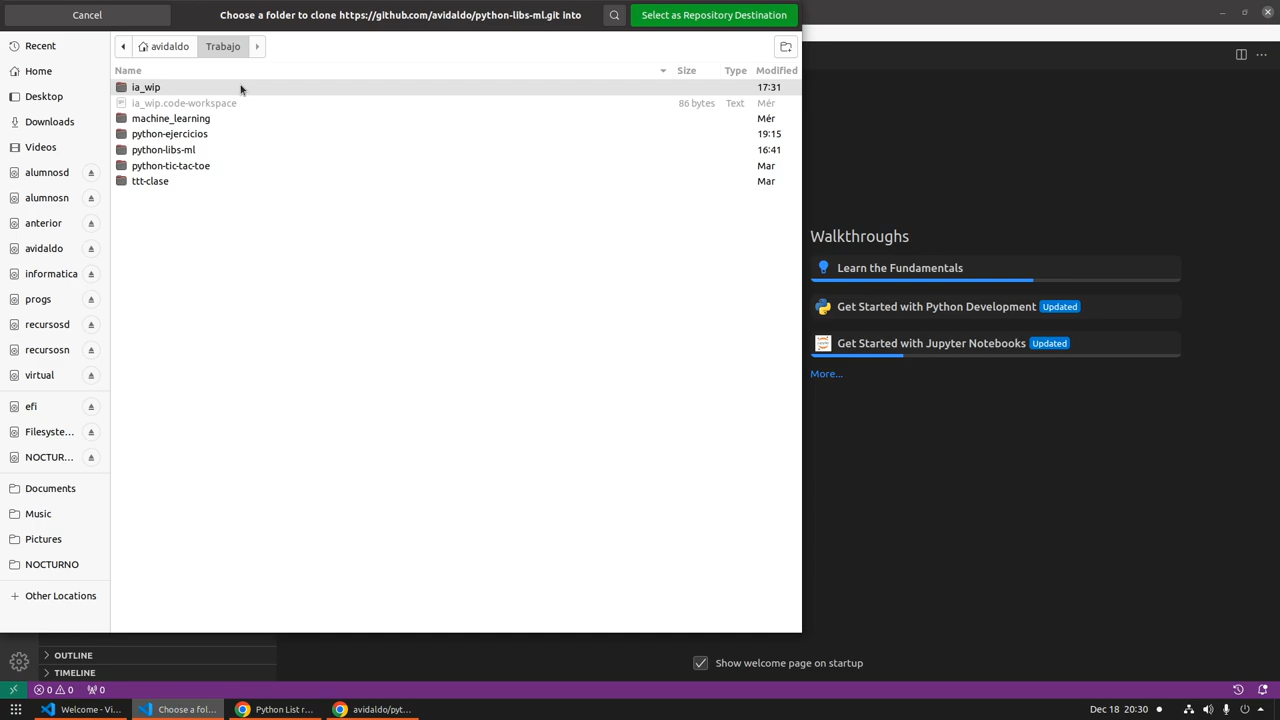 Cancel
Choose a folder to clone https://github.com/avidaldo/python-libs-ml.git into
Select as Repository Destination
Recent
Home
Desktop
Downloads
Videos
alumnosd
alumnosn
anterior
avidaldo
informatica
progs
recursosd
recursosn
virtual
efi
Filesyste...
NOCTUR...
Documents
Music
Pictures
NOCTURNO
Other Locations
avidaldo
Trabajo
Name Size Type Modified
ia_wip 17:31
ia_wip.code-workspace 86 bytes Text Mér
machine_learning Mér
python-ejercicios 19:15
python-libs-ml 16:41
python-tic-tac-toe Mar
ttt-clase Mar
Walkthroughs
Learn the Fundamentals
Get Started with Python Development Updated
Get Started with Jupyter Notebooks Updated
More...
Show welcome page on startup
OUTLINE
TIMELINE
0 0 0
Welcome - Vi...
Choose a fol...
Python List r...
avidaldo/pyt...
Dec 18 20:30